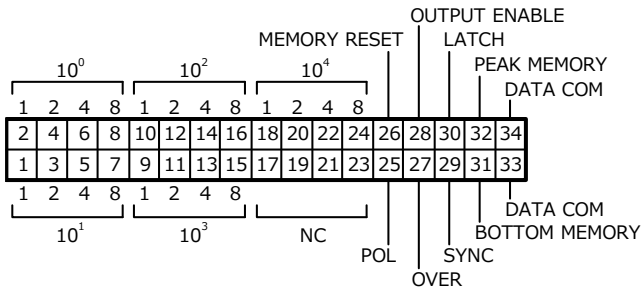 OUTPUT ENABLE
MEMORY RESET LATCH
10⁰ 10² 10⁴ PEAK MEMORY
DATA COM
1 2 4 8 1 2 4 8 1 2 4 8
2 4 6 8 10 12 14 16 18 20 22 24 26 28 30 32 34
1 3 5 7 9 11 13 15 17 19 21 23 25 27 29 31 33
1 2 4 8 1 2 4 8
DATA COM
10¹ 10³ NC BOTTOM MEMORY
POL SYNC
OVER